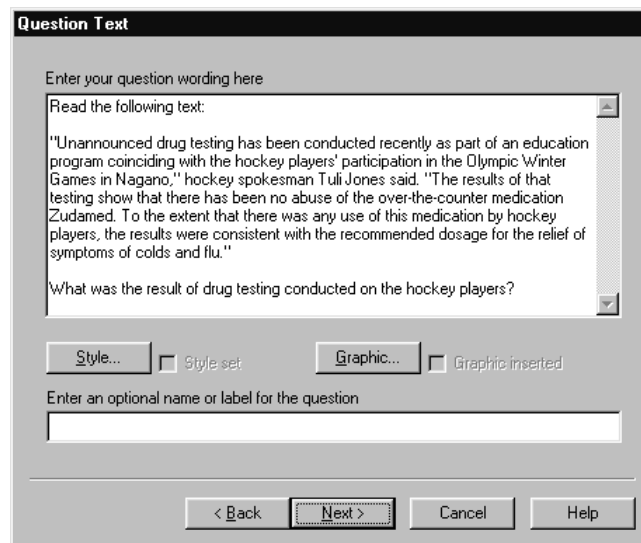 Question Text
Enter your question wording here
Read the following text:
"Unannounced drug testing has been conducted recently as part of an education
program coinciding with the hockey players' participation in the Olympic Winter
Games in Nagano," hockey spokesman Tuli Jones said. "The results of that
testing show that there has been no abuse of the over-the-counter medication
Zudamed. To the extent that there was any use of this medication by hockey
players, the results were consistent with the recommended dosage for the relief of
symptoms of colds and flu."
What was the result of drug testing conducted on the hockey players?
Style... Style set Graphic... Graphic inserted
Enter an optional name or label for the question
< Back Next > Cancel Help